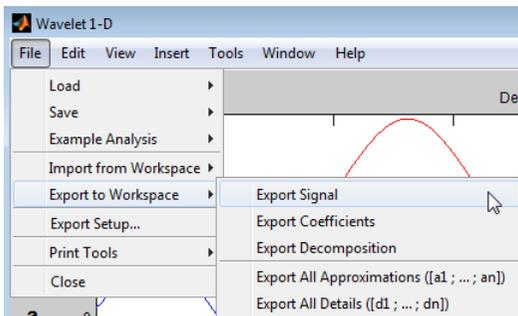 Wavelet 1-D
File Edit View Insert Tools Window Help
Load
De
Save
Example Analysis
Import from Workspace
Export to Workspace
Export Signal
Export Setup...
Export Coefficients
Print Tools
Export Decomposition
Close
Export All Approximations ([a1 ; ... ; an])
Export All Details ([d1 ; ... ; dn])